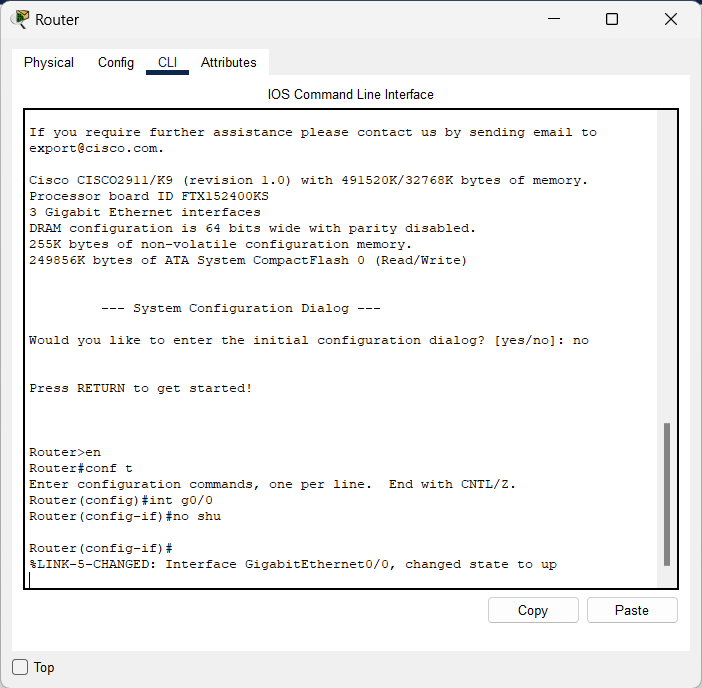 Router
Physical Config CLI Attributes
IOS Command Line Interface
If you require further assistance please contact us by sending email to
export@cisco.com.
Cisco CISCO2911/K9 (revision 1.0) with 491520K/32768K bytes of memory.
Processor board ID FTX152400KS
3 Gigabit Ethernet interfaces
DRAM configuration is 64 bits wide with parity disabled.
255K bytes of non-volatile configuration memory.
249856K bytes of ATA System CompactFlash 0 (Read/Write)
--- System Configuration Dialog ---
Would you like to enter the initial configuration dialog? [yes/no]: no
Press RETURN to get started!
Router>en
Router#conf t
Enter configuration commands, one per line.  End with CNTL/Z.
Router(config)#int g0/0
Router(config-if)#no shu
Router(config-if)#
%LINK-5-CHANGED: Interface GigabitEthernet0/0, changed state to up
Copy Paste
Top